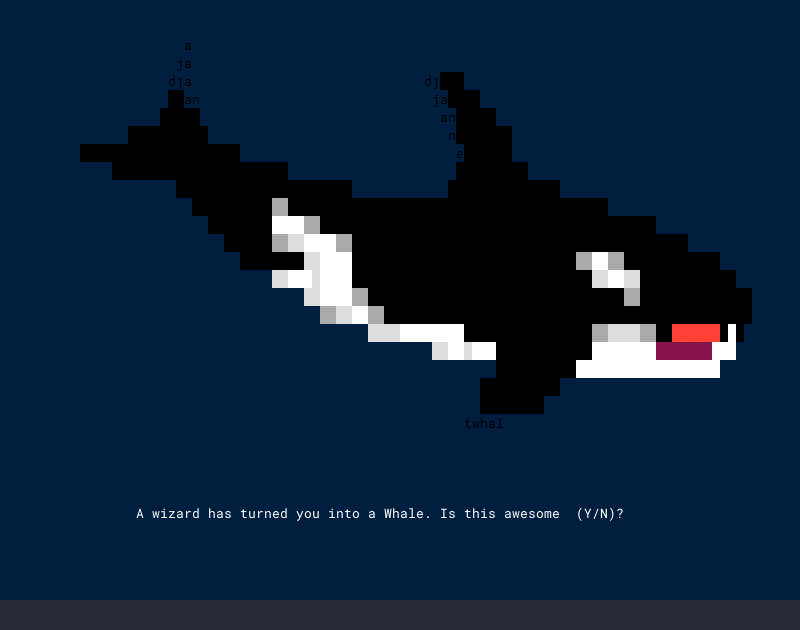 a
ja
dja
an
dj
ja
an
n
e
twhal
A wizard has turned you into a Whale. Is this awesome  (Y/N)?